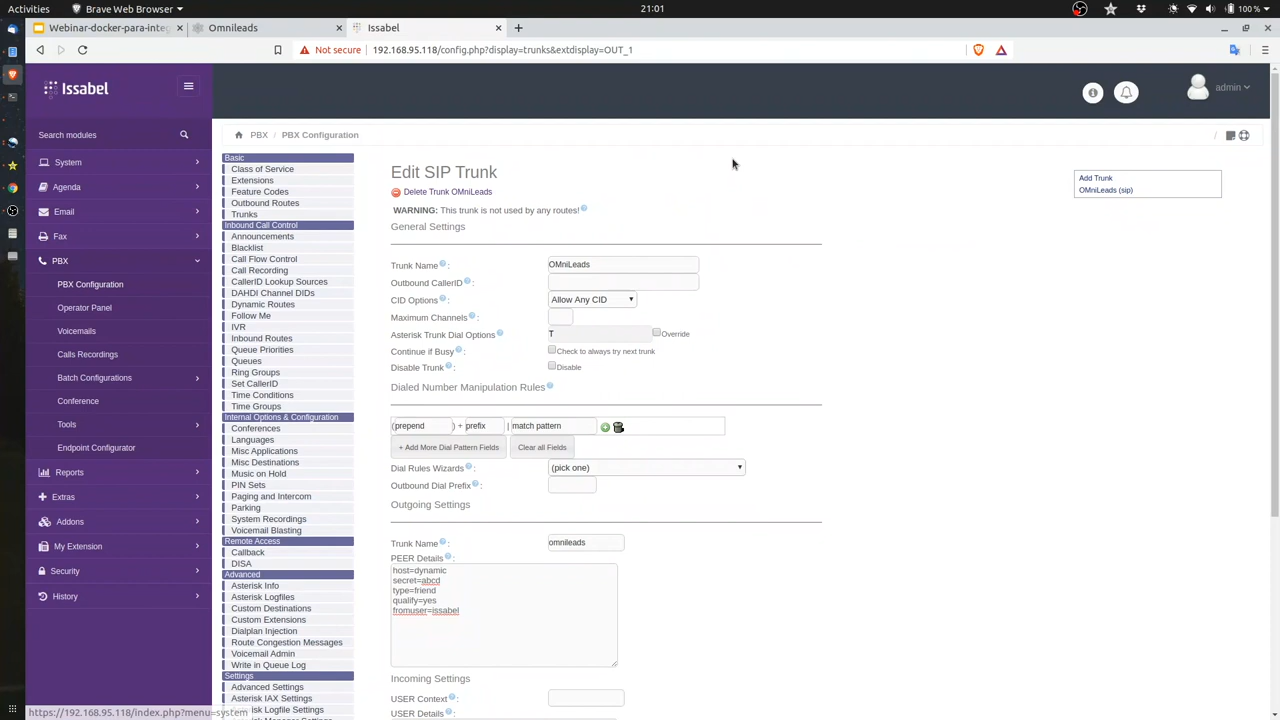 Activities
Brave Web Browser
21:01
100 %
Webinar-docker-para-inte
Omnileads
Issabel
Not secure
192.168.95.118/config.php?display=trunks&extdisplay=OUT_1
Issabel
admin
Search modules
System
Agenda
Email
Fax
PBX
PBX Configuration
Operator Panel
Voicemails
Calls Recordings
Batch Configurations
Conference
Tools
Endpoint Configurator
Reports
Extras
Addons
My Extension
Security
History
https://192.168.95.118/index.php?menu=system
PBX / PBX Configuration
/
Basic
Class of Service
Extensions
Feature Codes
Outbound Routes
Trunks
Inbound Call Control
Announcements
Blacklist
Call Flow Control
Call Recording
CallerID Lookup Sources
DAHDI Channel DIDs
Dynamic Routes
Follow Me
IVR
Inbound Routes
Queue Priorities
Queues
Ring Groups
Set CallerID
Time Conditions
Time Groups
Internal Options & Configuration
Conferences
Languages
Misc Applications
Misc Destinations
Music on Hold
PIN Sets
Paging and Intercom
Parking
System Recordings
Voicemail Blasting
Remote Access
Callback
DISA
Advanced
Asterisk Info
Asterisk Logfiles
Custom Destinations
Custom Extensions
Dialplan Injection
Route Congestion Messages
Voicemail Admin
Write in Queue Log
Settings
Advanced Settings
Asterisk IAX Settings
Logfile Settings
Edit SIP Trunk
Delete Trunk OMniLeads
WARNING: This trunk is not used by any routes!
General Settings
Trunk Name : OMniLeads
Outbound CallerID :
CID Options : Allow Any CID
Maximum Channels :
Asterisk Trunk Dial Options : T Override
Continue if Busy : Check to always try next trunk
Disable Trunk : Disable
Dialed Number Manipulation Rules
(prepend ) + prefix | match pattern
+ Add More Dial Pattern Fields Clear all Fields
Dial Rules Wizards : (pick one)
Outbound Dial Prefix :
Outgoing Settings
Trunk Name : omnileads
PEER Details :
host=dynamic
secret=abcd
type=friend
qualify=yes
fromuser=issabel
Incoming Settings
USER Context :
USER Details :
Add Trunk
OMniLeads (sip)